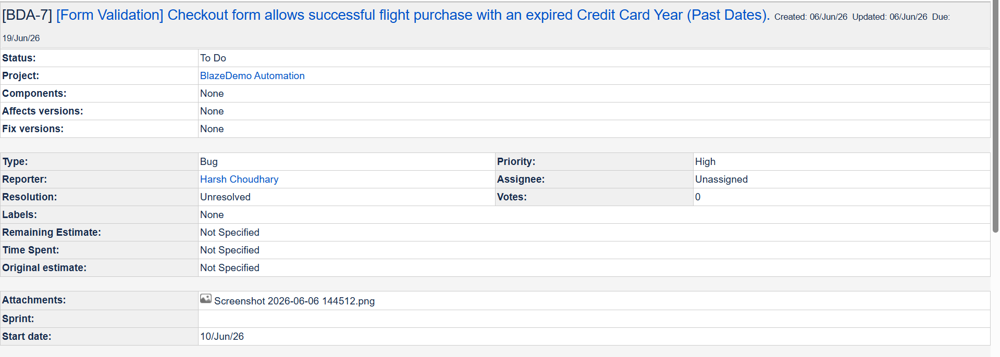 [BDA-7] [Form Validation] Checkout form allows successful flight purchase with an expired Credit Card Year (Past Dates). Created: 06/Jun/26 Updated: 06/Jun/26 Due:
19/Jun/26
Status: To Do
Project: BlazeDemo Automation
Components: None
Affects versions: None
Fix versions: None
Type: Bug Priority: High
Reporter: Harsh Choudhary Assignee: Unassigned
Resolution: Unresolved Votes: 0
Labels: None
Remaining Estimate: Not Specified
Time Spent: Not Specified
Original estimate: Not Specified
Attachments: Screenshot 2026-06-06 144512.png
Sprint:
Start date: 10/Jun/26